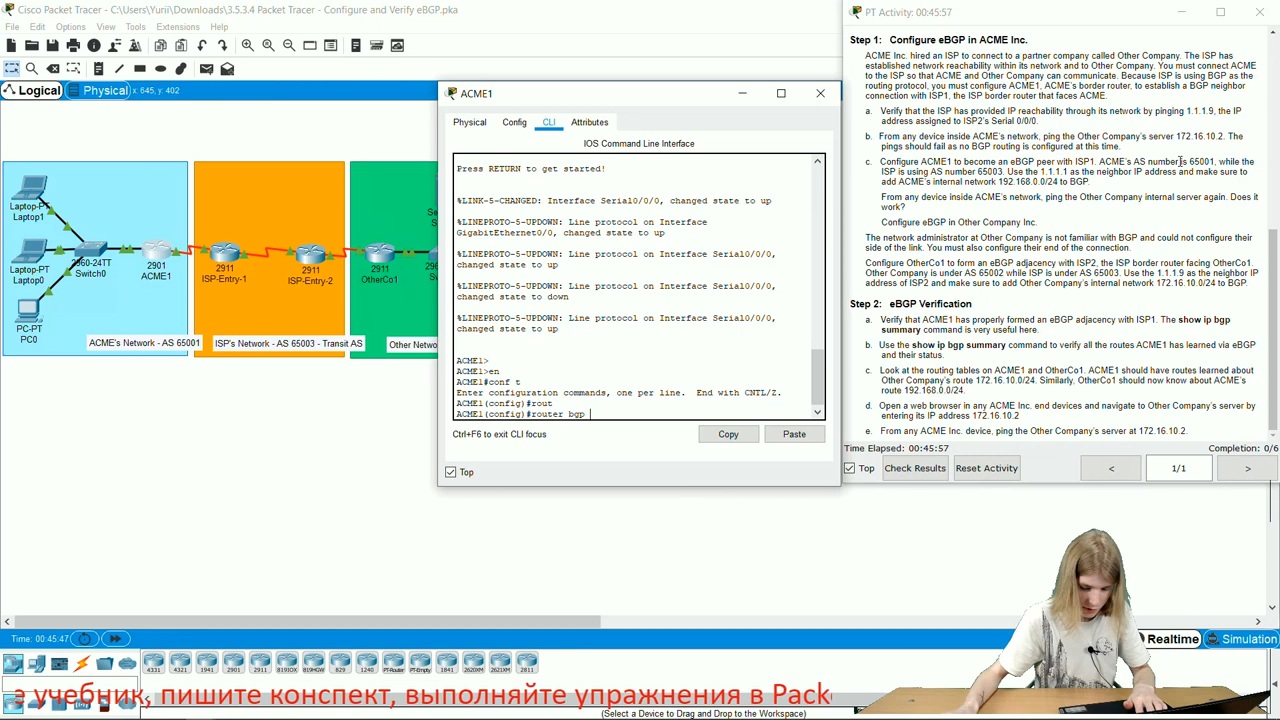 Cisco Packet Tracer - C:\Users\Yurii\Downloads\3.5.3.4 Packet Tracer - Configure and Verify eBGP.pka
File Edit Options View Tools Extensions Help
Logical Physical x: 645, y: 402
Laptop-PT
Laptop1
Laptop-PT
Laptop0
PC-PT
PC0
2960-24TT
Switch0
2901
ACME1
2911
ISP-Entry-1
2911
ISP-Entry-2
2911
OtherCo1
ACME's Network - AS 65001
ISP's Network - AS 65003 - Transit AS
Other Netwo
ACME1
Physical Config CLI Attributes
IOS Command Line Interface
Press RETURN to get started!
%LINK-5-CHANGED: Interface Serial0/0/0, changed state to up
%LINEPROTO-5-UPDOWN: Line protocol on Interface
GigabitEthernet0/0, changed state to up
%LINEPROTO-5-UPDOWN: Line protocol on Interface Serial0/0/0,
changed state to up
%LINEPROTO-5-UPDOWN: Line protocol on Interface Serial0/0/0,
changed state to down
%LINEPROTO-5-UPDOWN: Line protocol on Interface Serial0/0/0,
changed state to up
ACME1>
ACME1>en
ACME1#conf t
Enter configuration commands, one per line. End with CNTL/Z.
ACME1(config)#rout
ACME1(config)#router bgp
Ctrl+F6 to exit CLI focus
Copy Paste
Top
PT Activity: 00:45:57
Step 1: Configure eBGP in ACME Inc.
ACME Inc. hired an ISP to connect to a partner company called Other Company. The ISP has
established network reachability within its network and to Other Company. You must connect ACME
to the ISP so that ACME and Other Company can communicate. Because ISP is using BGP as the
routing protocol, you must configure ACME1, ACME's border router, to establish a BGP neighbor
connection with ISP1, the ISP border router that faces ACME.
a. Verify that the ISP has provided IP reachability through its network by pinging 1.1.1.9, the IP
address assigned to ISP2's Serial 0/0/0.
b. From any device inside ACME's network, ping the Other Company's server 172.16.10.2. The
pings should fail as no BGP routing is configured at this time.
c. Configure ACME1 to become an eBGP peer with ISP1. ACME's AS number is 65001, while the
ISP is using AS number 65003. Use the 1.1.1.1 as the neighbor IP address and make sure to
add ACME's internal network 192.168.0.0/24 to BGP.
From any device inside ACME's network, ping the Other Company internal server again. Does it
work?
Configure eBGP in Other Company Inc.
The network administrator at Other Company is not familiar with BGP and could not configure their
side of the link. You must also configure their end of the connection.
Configure OtherCo1 to form an eBGP adjacency with ISP2, the ISP border router facing OtherCo1.
Other Company is under AS 65002 while ISP is under AS 65003. Use the 1.1.1.9 as the neighbor IP
address of ISP2 and make sure to add Other Company's internal network 172.16.10.0/24 to BGP.
Step 2: eBGP Verification
a. Verify that ACME1 has properly formed an eBGP adjacency with ISP1. The show ip bgp
summary command is very useful here.
b. Use the show ip bgp summary command to verify all the routes ACME1 has learned via eBGP
and their status.
c. Look at the routing tables on ACME1 and OtherCo1. ACME1 should have routes learned about
Other Company's route 172.16.10.0/24. Similarly, OtherCo1 should now know about ACME's
route 192.168.0.0/24.
d. Open a web browser in any ACME Inc. end devices and navigate to Other Company's server by
entering its IP address 172.16.10.2
e. From any ACME Inc. device, ping the Other Company's server at 172.16.10.2.
Time Elapsed: 00:45:57 Completion: 0/6
Top Check Results Reset Activity < 1/1 >
Time: 00:45:47
Realtime Simulation
4331 4321 1941 2901 2911 819IOX 819HGW 829 1240 PT-Router PT-Empty 1841 2620XM 2621XM 2811
е учебник, пишите конспект, выполняйте упражнения в Pack
(Select a Device to Drag and Drop to the Workspace)